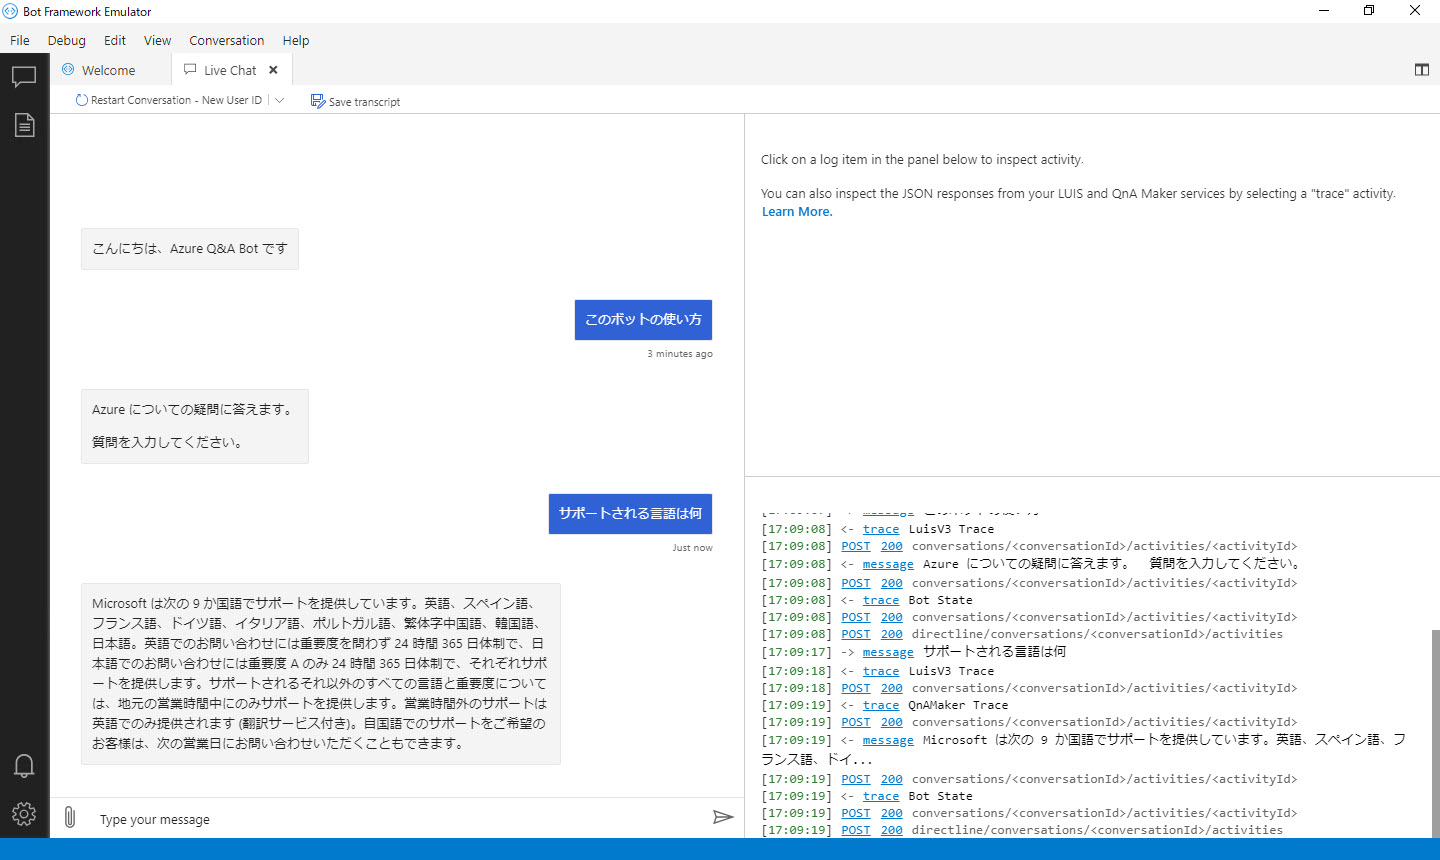 Bot Framework Emulator
File Debug Edit View Conversation Help
Welcome Live Chat
Restart Conversation - New User ID Save transcript
こんにちは、Azure Q&A Bot です
このボットの使い方
3 minutes ago
Azure についての疑問に答えます。
質問を入力してください。
サポートされる言語は何
Just now
Microsoft は次の 9 か国語でサポートを提供しています。英語、スペイン語、
フランス語、ドイツ語、イタリア語、ポルトガル語、繁体字中国語、韓国語、
日本語。英語でのお問い合わせには重要度を問わず 24 時間 365 日体制で、日
本語でのお問い合わせには重要度 A のみ 24 時間 365 日体制で、それぞれサポ
ートを提供します。サポートされるそれ以外のすべての言語と重要度について
は、地元の営業時間中にのみサポートを提供します。営業時間外のサポートは
英語でのみ提供されます (翻訳サービス付き)。自国語でのサポートをご希望の
お客様は、次の営業日にお問い合わせいただくこともできます。
Type your message
Click on a log item in the panel below to inspect activity.
You can also inspect the JSON responses from your LUIS and QnA Maker services by selecting a "trace" activity.
Learn More.
[17:09:08] <- trace LuisV3 Trace
[17:09:08] POST 200 conversations/<conversationId>/activities/<activityId>
[17:09:08] <- message Azure についての疑問に答えます。 質問を入力してください。
[17:09:08] POST 200 conversations/<conversationId>/activities/<activityId>
[17:09:08] <- trace Bot State
[17:09:08] POST 200 conversations/<conversationId>/activities/<activityId>
[17:09:08] POST 200 directline/conversations/<conversationId>/activities
[17:09:17] -> message サポートされる言語は何
[17:09:18] <- trace LuisV3 Trace
[17:09:18] POST 200 conversations/<conversationId>/activities/<activityId>
[17:09:19] <- trace QnAMaker Trace
[17:09:19] POST 200 conversations/<conversationId>/activities/<activityId>
[17:09:19] <- message Microsoft は次の 9 か国語でサポートを提供しています。英語、スペイン語、フ
ランス語、ドイ...
[17:09:19] POST 200 conversations/<conversationId>/activities/<activityId>
[17:09:19] <- trace Bot State
[17:09:19] POST 200 conversations/<conversationId>/activities/<activityId>
[17:09:19] POST 200 directline/conversations/<conversationId>/activities